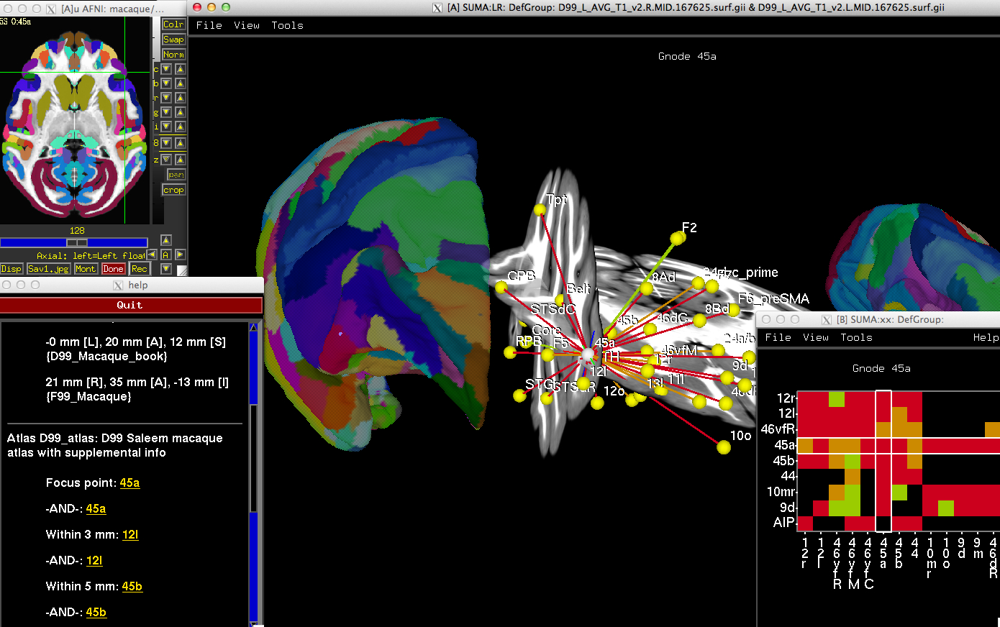 [A]u AFNI: macaque/...
[A] SUMA:LR: DefGroup: D99_L_AVG_T1_v2.R.MID.167625.surf.gii & D99_L_AVG_T1_v2.L.MID.167625.surf.gii
File View Tools
Gnode 45a
Colr
Swap
Norm
c
b
r
g
i
8
z
pan
crop
128
Axial: left=Left
A
Disp Sav1.jpg Mont Done Rec
help
Quit
-0 mm [L], 20 mm [A], 12 mm [S]
{D99_Macaque_book}
21 mm [R], 35 mm [A], -13 mm [I]
{F99_Macaque}
Atlas D99_atlas: D99 Saleem macaque
atlas with supplemental info
Focus point: 45a
-AND-: 45a
Within 3 mm: 12l
-AND-: 12l
Within 5 mm: 45b
-AND-: 45b
Tpt
F2
CPB
8Ad
Belt
F6_preSMA
STSdC
45b
46dC
8Bd
Core
RPB
F5
45a
TH
46vfM
12r
24a/b
9d
12l
11l
13l
12o
10o
[B] SUMA:xx: DefGroup:
File View Tools Help
Gnode 45a
12r
12l
46vfR
45a
45b
44
10mr
9d
AIP
12r 12l 46vfR 46vfM 46vfC 45a 45b 44 10mr 10o 9d 9m 46dR